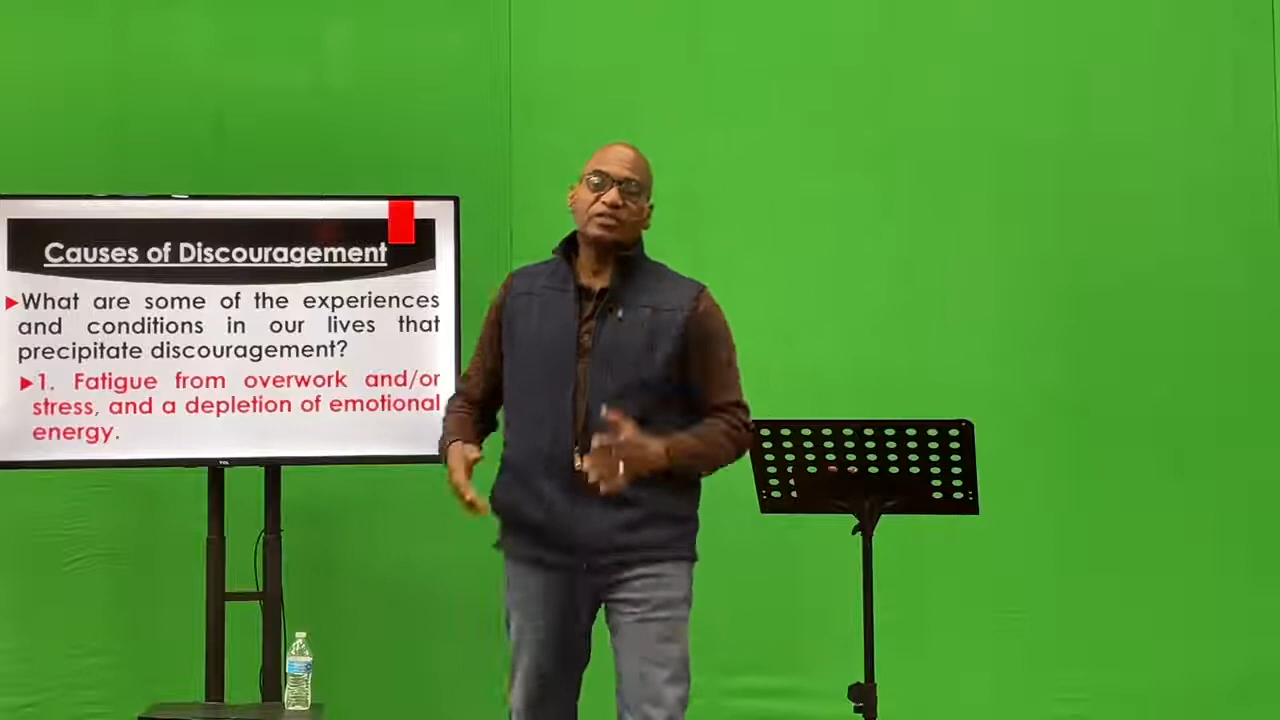 Causes of Discouragement
What are some of the experiences
and conditions in our lives that
precipitate discouragement?
1. Fatigue from overwork and/or
stress, and a depletion of emotional
energy.
TCL